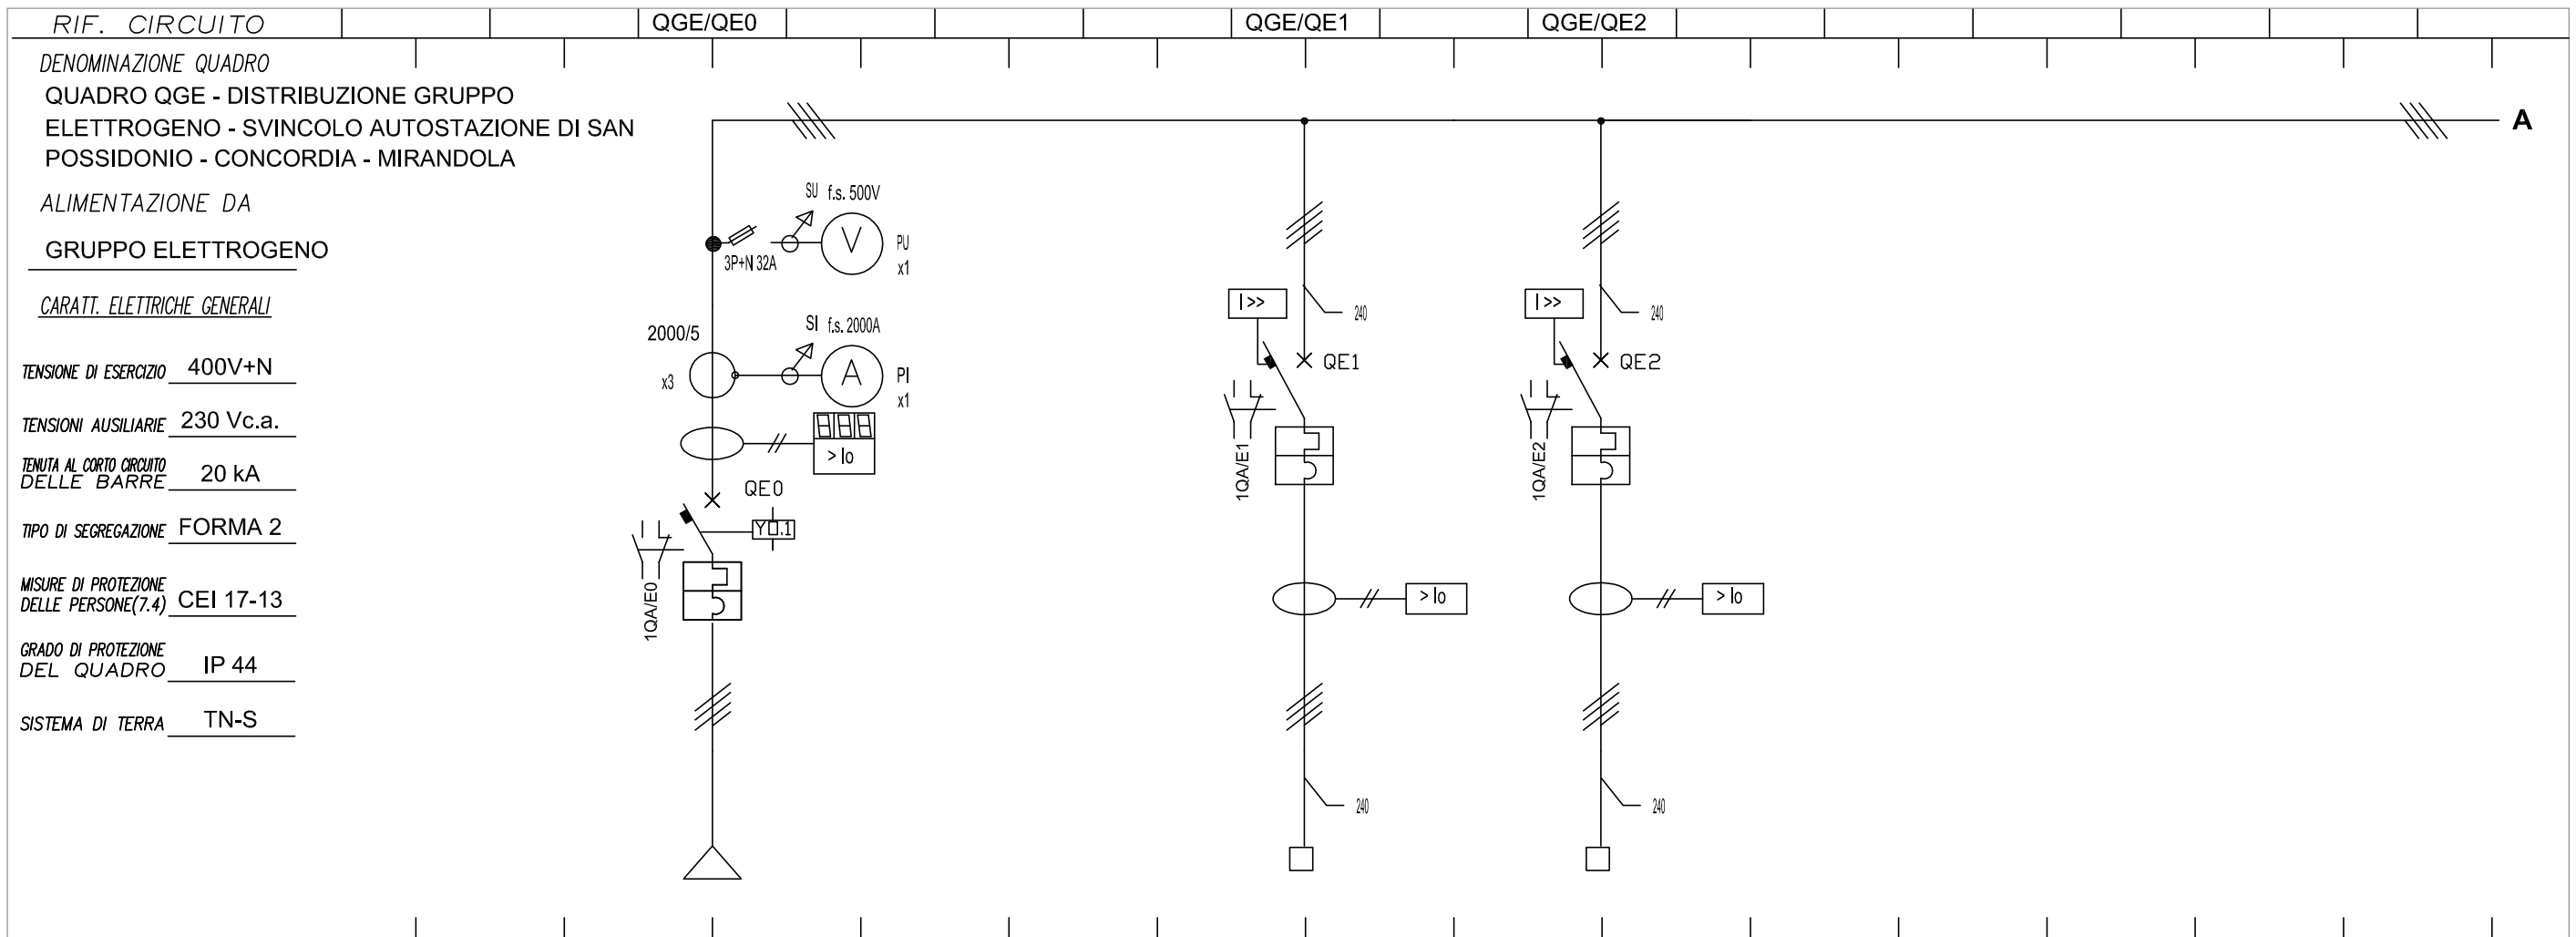 RIF. CIRCUITO QGE/QE0 QGE/QE1 QGE/QE2
DENOMINAZIONE QUADRO
QUADRO QGE - DISTRIBUZIONE GRUPPO
ELETTROGENO - SVINCOLO AUTOSTAZIONE DI SAN
POSSIDONIO - CONCORDIA - MIRANDOLA
A
ALIMENTAZIONE DA
GRUPPO ELETTROGENO
CARATT. ELETTRICHE GENERALI
TENSIONE DI ESERCIZIO 400V+N
TENSIONI AUSILIARIE 230 Vc.a.
TENUTA AL CORTO CIRCUITO
DELLE BARRE 20 kA
TIPO DI SEGREGAZIONE FORMA 2
MISURE DI PROTEZIONE
DELLE PERSONE(7.4) CEI 17-13
GRADO DI PROTEZIONE
DEL QUADRO IP 44
SISTEMA DI TERRA TN-S
SU f.s. 500V
V
PU
x1
3P+N 32A
2000/5
SI f.s. 2000A
x3
A
PI
x1
> Io
QE0
Y0.1
1QA/E0
I >>
240
QE1
1QA/E1
> Io
240
I >>
240
QE2
1QA/E2
> Io
240